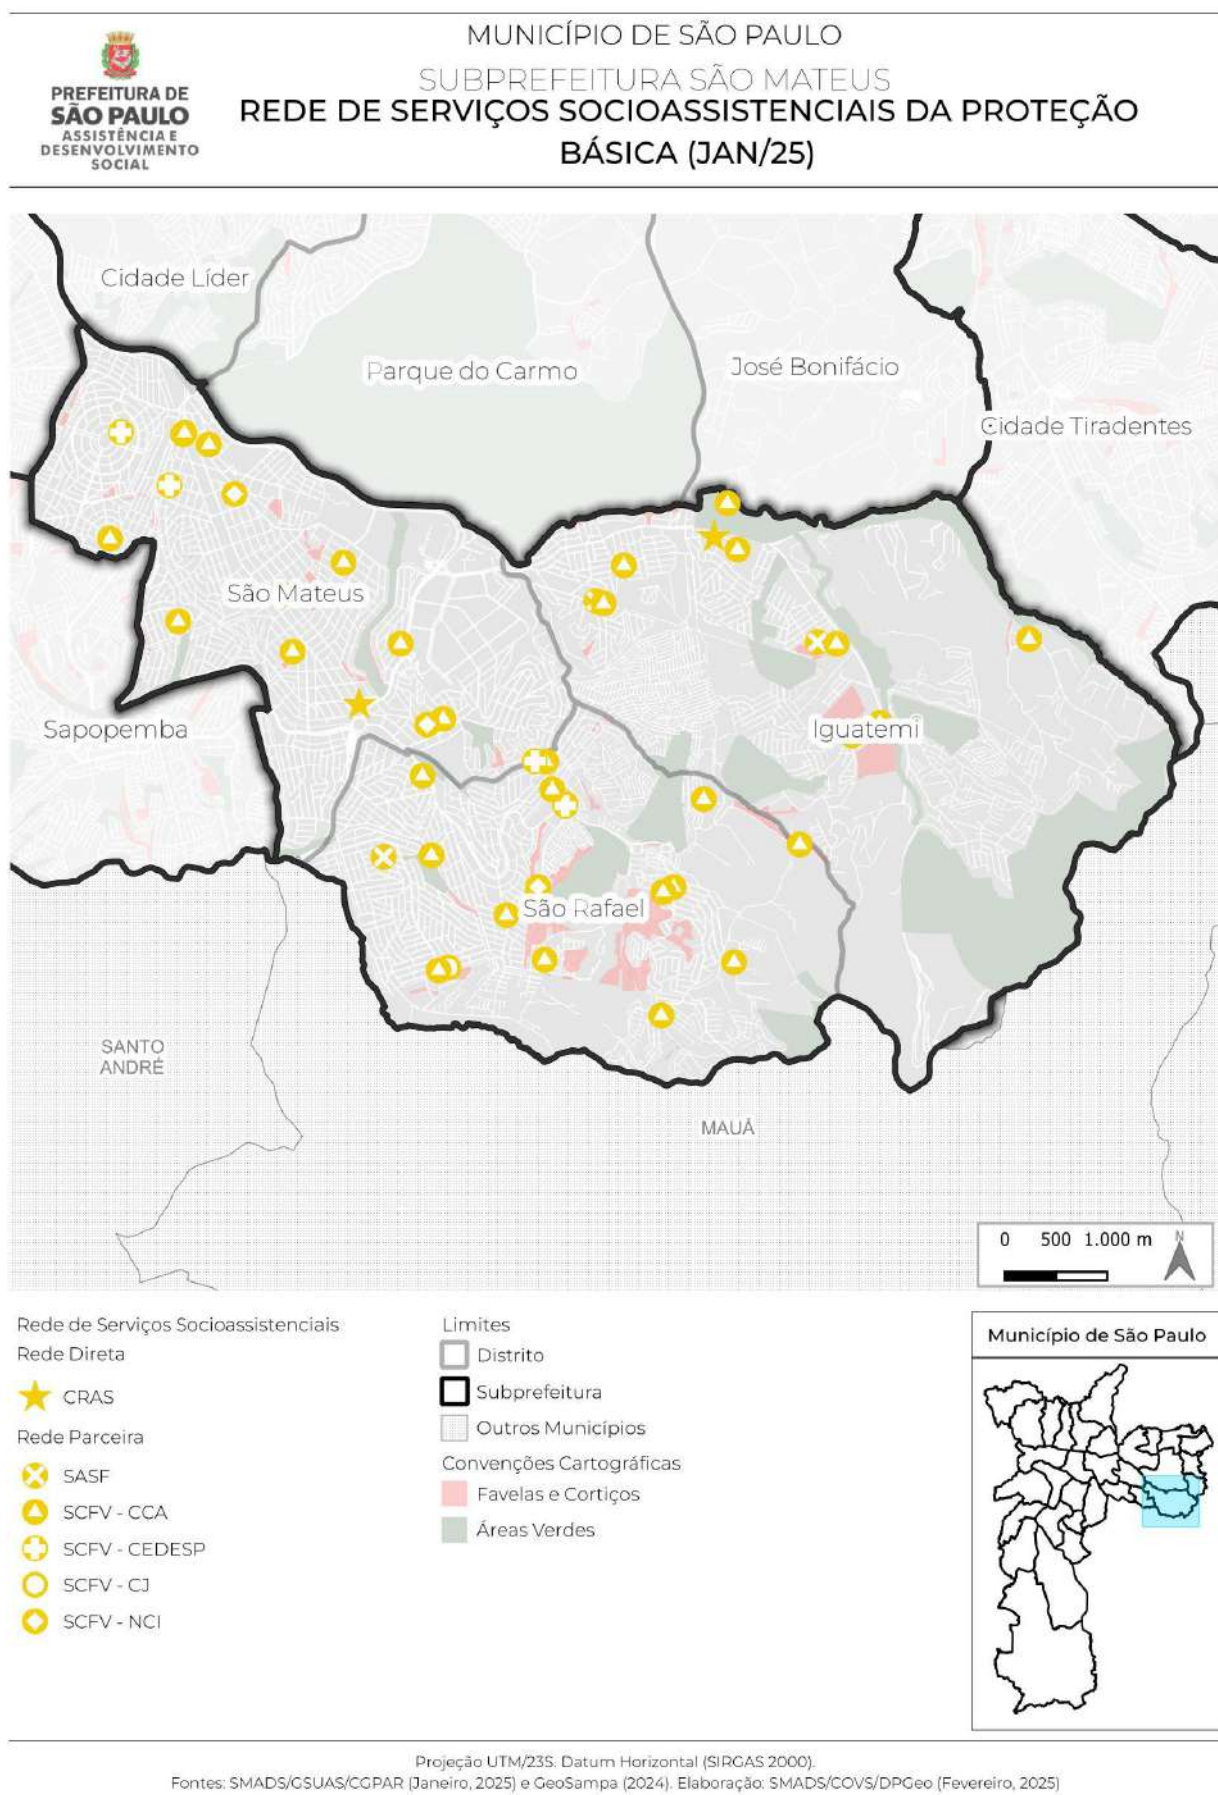 PREFEITURA DE
SÃO PAULO
ASSISTÊNCIA E
DESENVOLVIMENTO
SOCIAL
MUNICÍPIO DE SÃO PAULO
SUBPREFEITURA SÃO MATEUS
REDE DE SERVIÇOS SOCIOASSISTENCIAIS DA PROTEÇÃO
BÁSICA (JAN/25)
Cidade Líder
Parque do Carmo
José Bonifácio
Cidade Tiradentes
São Mateus
Sapopemba
Iguatemi
São Rafael
SANTO
ANDRÉ
MAUÁ
0 500 1.000 m
N
Rede de Serviços Socioassistenciais
Rede Direta
CRAS
Rede Parceira
SASF
SCFV - CCA
SCFV - CEDESP
SCFV - CJ
SCFV - NCI
Limites
Distrito
Subprefeitura
Outros Municípios
Convenções Cartográficas
Favelas e Cortiços
Áreas Verdes
Município de São Paulo
Projeção UTM/23S. Datum Horizontal (SIRGAS 2000).
Fontes: SMADS/GSUAS/CGPAR (Janeiro, 2025) e GeoSampa (2024). Elaboração: SMADS/COVS/DPGeo (Fevereiro, 2025)